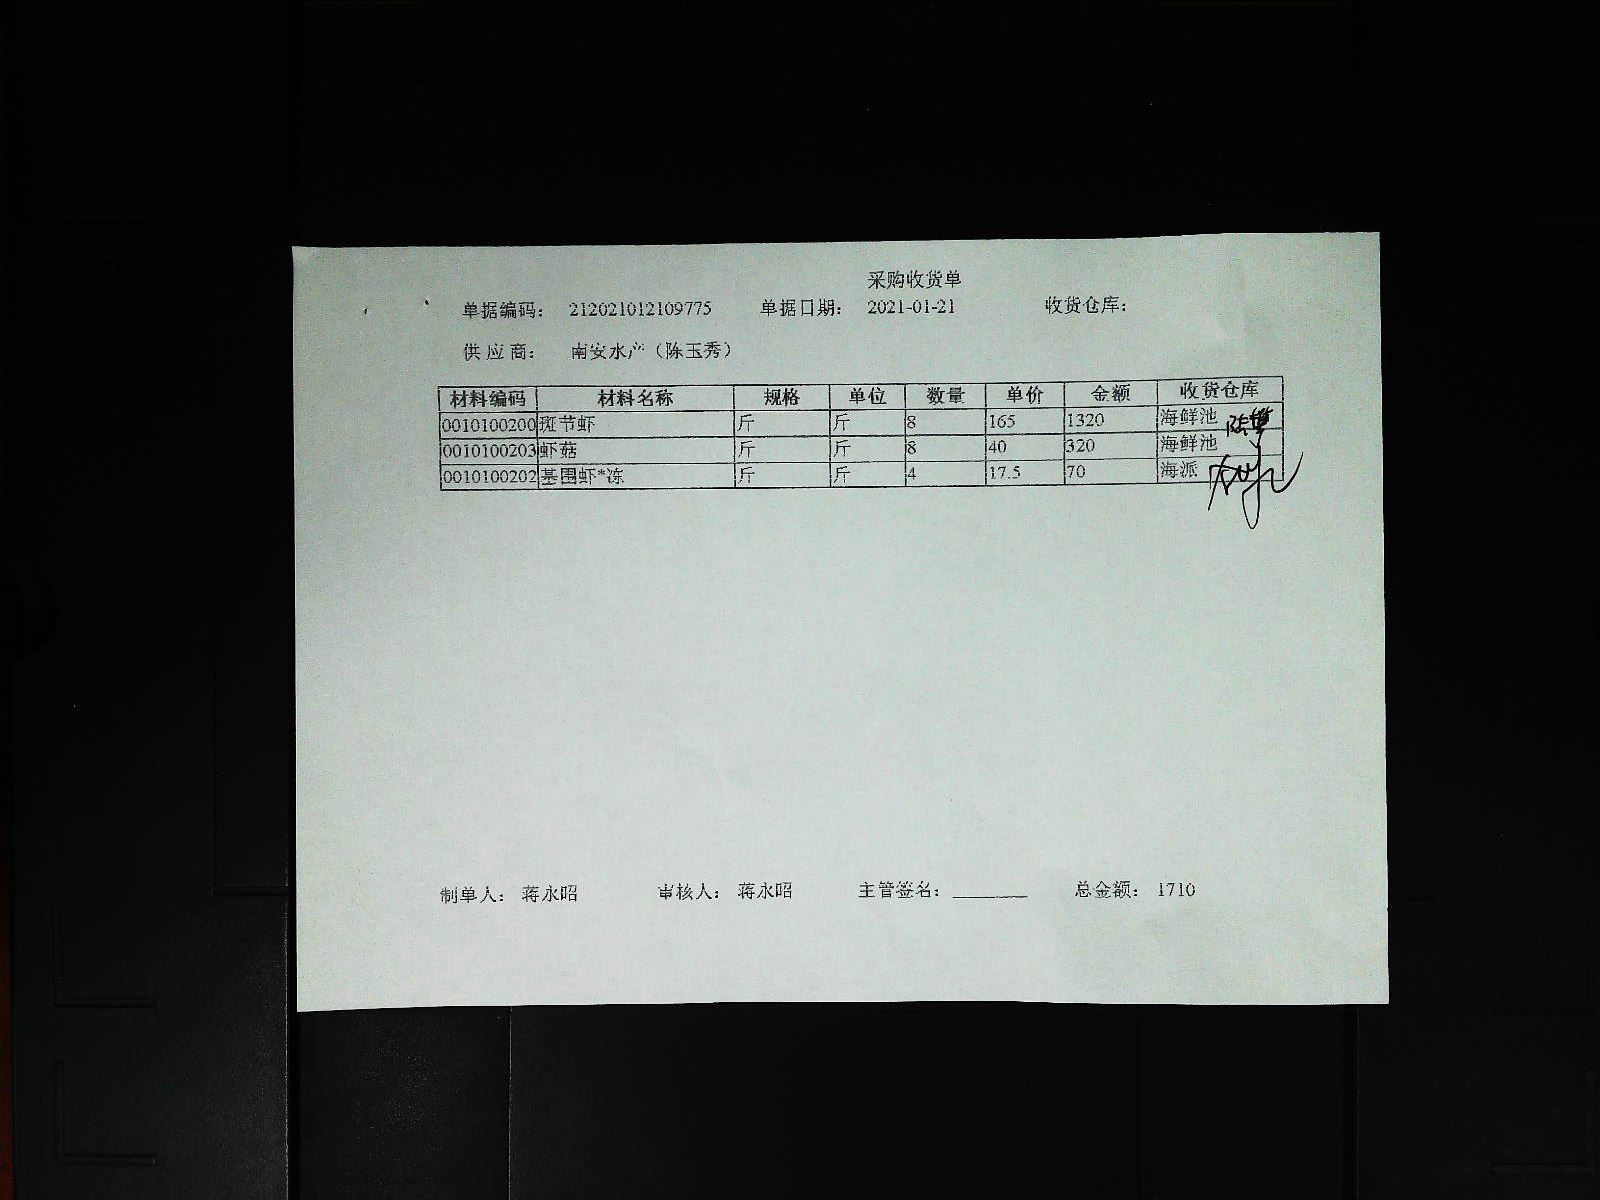 采购收货单
单据编码： 212021012109775 单据日期： 2021-01-21 收货仓库：
供 应 商： 南安水产（陈玉秀）
材料编码 材料名称 规格 单位 数量 单价 金额 收货仓库
0010100200 斑节虾 斤 斤 8 165 1320 海鲜池
0010100203 虾菇 斤 斤 8 40 320 海鲜池
0010100202 基围虾*冻 斤 斤 4 17.5 70 海派
制单人： 蒋永昭 审核人： 蒋永昭 主管签名：______ 总金额： 1710